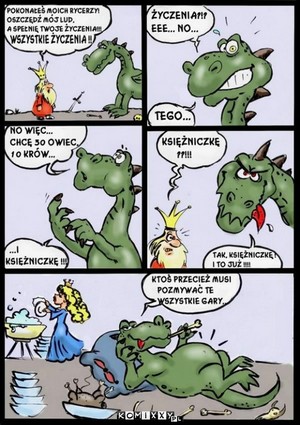 POKONAŁEŚ MOICH RYCERZY!
OSZCZĘDŹ MÓJ LUD,
A SPEŁNIĘ TWOJE ŻYCZENIA!!!
WSZYSTKIE ŻYCZENIA !!
ŻYCZENIA!?!?
EEE... NO...
TEGO...
NO WIĘC...
CHCĘ 30 OWIEC,
10 KRÓW...
...I
KSIĘŻNICZKĘ !!!
KSIĘŻNICZKĘ
??!!!
TAK, KSIĘŻNICZKĘ!
I TO JUŻ !!!!
KTOŚ PRZECIEŻ MUSI
POZMYWAĆ TE
WSZYSTKIE GARY.
KOMIXXY.PL